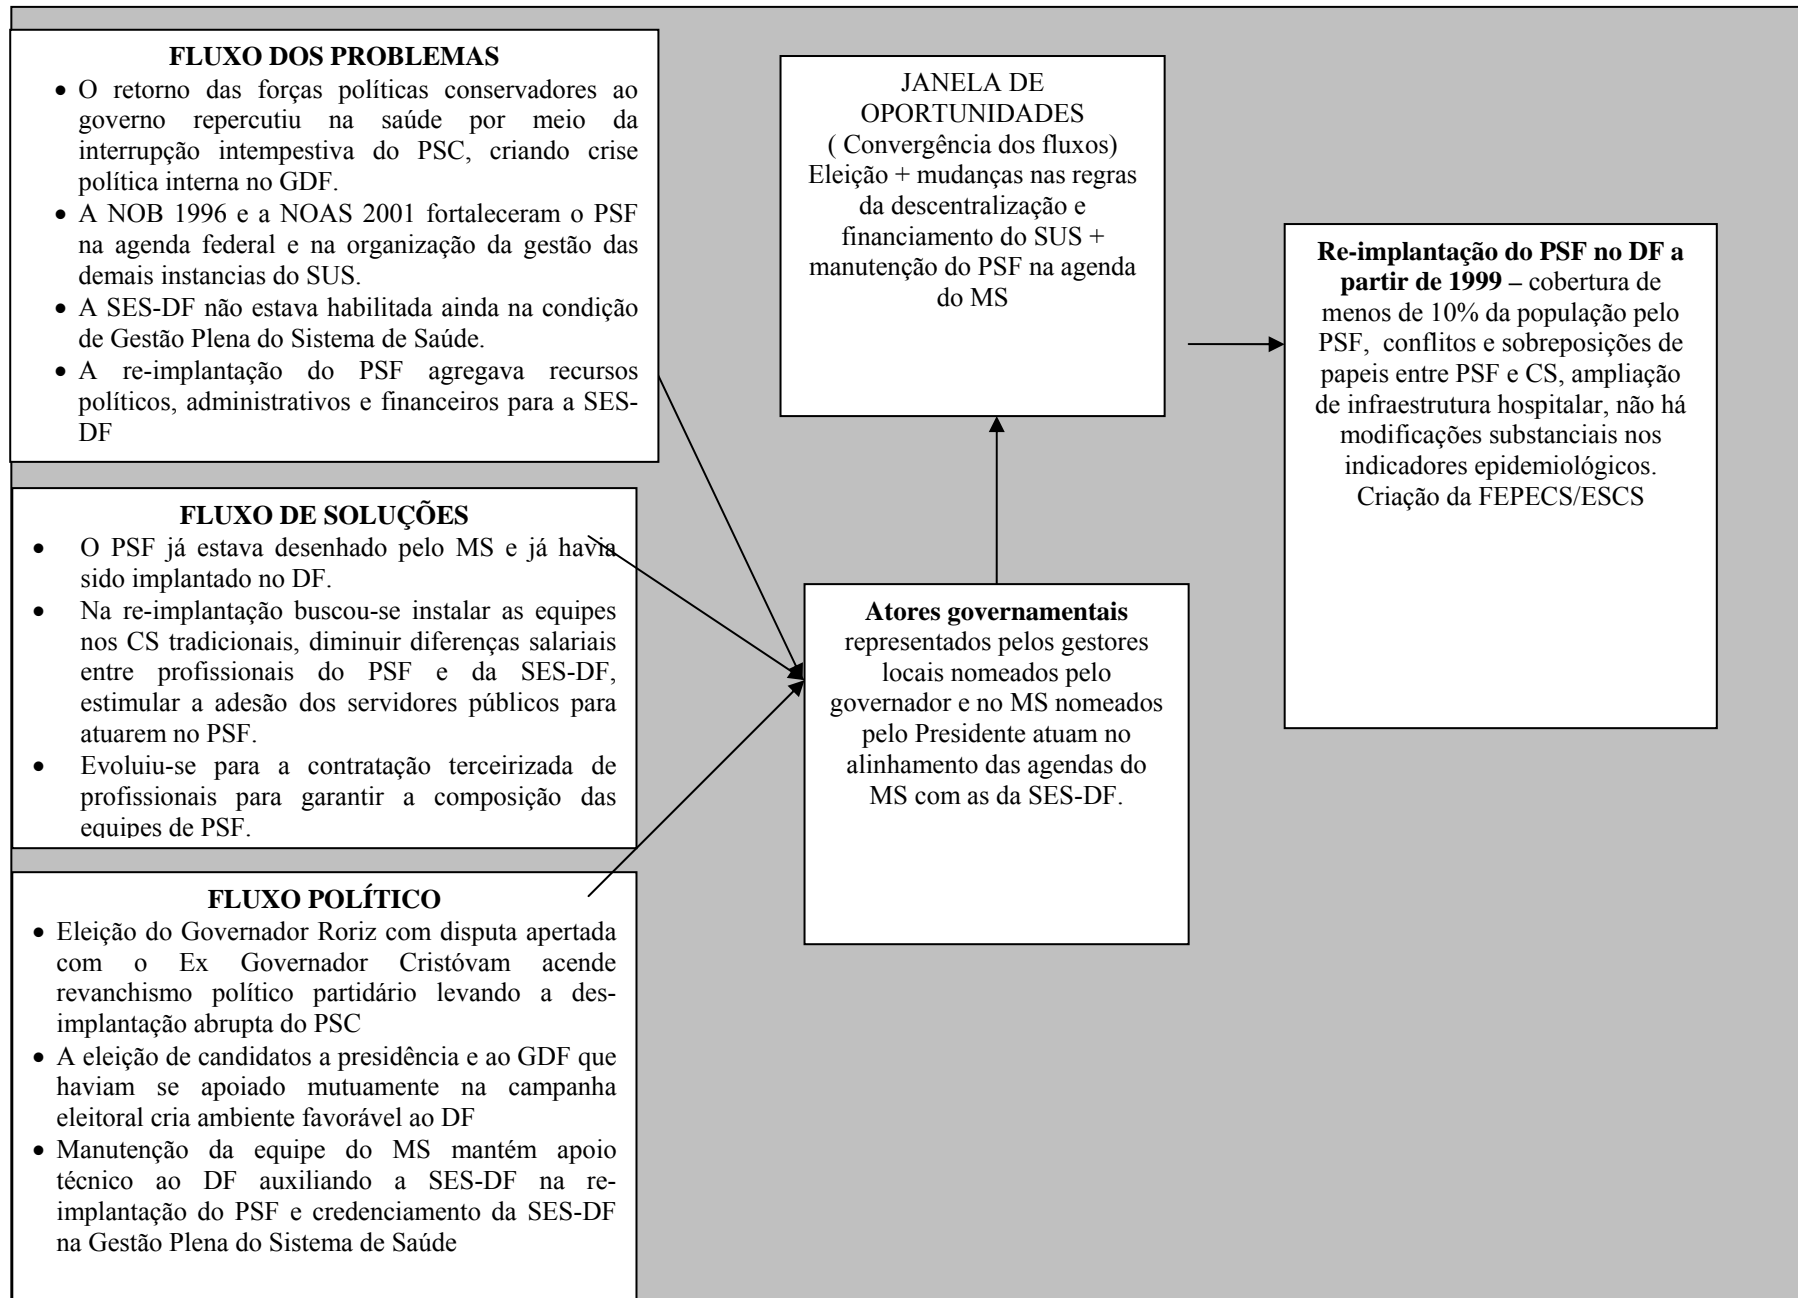 FLUXO DOS PROBLEMAS
• O retorno das forças políticas conservadores ao
governo repercutiu na saúde por meio da
interrupção intempestiva do PSC, criando crise
política interna no GDF.
• A NOB 1996 e a NOAS 2001 fortaleceram o PSF
na agenda federal e na organização da gestão das
demais instancias do SUS.
• A SES-DF não estava habilitada ainda na condição
de Gestão Plena do Sistema de Saúde.
• A re-implantação do PSF agregava recursos
políticos, administrativos e financeiros para a SES-
DF
FLUXO DE SOLUÇÕES
• O PSF já estava desenhado pelo MS e já havia
sido implantado no DF.
• Na re-implantação buscou-se instalar as equipes
nos CS tradicionais, diminuir diferenças salariais
entre profissionais do PSF e da SES-DF,
estimular a adesão dos servidores públicos para
atuarem no PSF.
• Evoluiu-se para a contratação terceirizada de
profissionais para garantir a composição das
equipes de PSF.
FLUXO POLÍTICO
• Eleição do Governador Roriz com disputa apertada
com o Ex Governador Cristóvam acende
revanchismo político partidário levando a des-
implantação abrupta do PSC
• A eleição de candidatos a presidência e ao GDF que
haviam se apoiado mutuamente na campanha
eleitoral cria ambiente favorável ao DF
• Manutenção da equipe do MS mantém apoio
técnico ao DF auxiliando a SES-DF na re-
implantação do PSF e credenciamento da SES-DF
na Gestão Plena do Sistema de Saúde
Atores governamentais
representados pelos gestores
locais nomeados pelo
governador e no MS nomeados
pelo Presidente atuam no
alinhamento das agendas do
MS com as da SES-DF.
JANELA DE
OPORTUNIDADES
( Convergência dos fluxos)
Eleição + mudanças nas regras
da descentralização e
financiamento do SUS +
manutenção do PSF na agenda
do MS
Re-implantação do PSF no DF a
partir de 1999 – cobertura de
menos de 10% da população pelo
PSF, conflitos e sobreposições de
papeis entre PSF e CS, ampliação
de infraestrutura hospitalar, não há
modificações substanciais nos
indicadores epidemiológicos.
Criação da FEPECS/ESCS